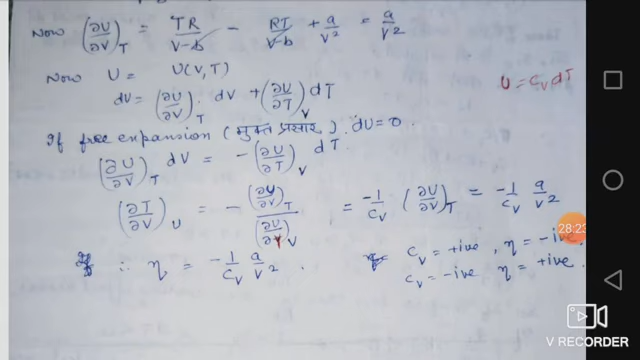 Now (∂U/∂V)_T = TR/(V-b) - RT/(V-b) + a/V² = a/V²
Now U = U(V,T)
U = C_V dT
dU = (∂U/∂V)_T dV + (∂U/∂T)_V dT
If free expansion (मुक्त प्रसार). dU=0
(∂U/∂V)_T dV = -(∂U/∂T)_V dT
(∂T/∂V)_U = - (∂U/∂V)_T / (∂U/∂T)_V = -1/C_V (∂U/∂V)_T = -1/C_V a/V²
28:23
∴ η = -1/C_V a/V².
C_V = +ive, η = -ive
C_V = -ive η = +ive.
V RECORDER